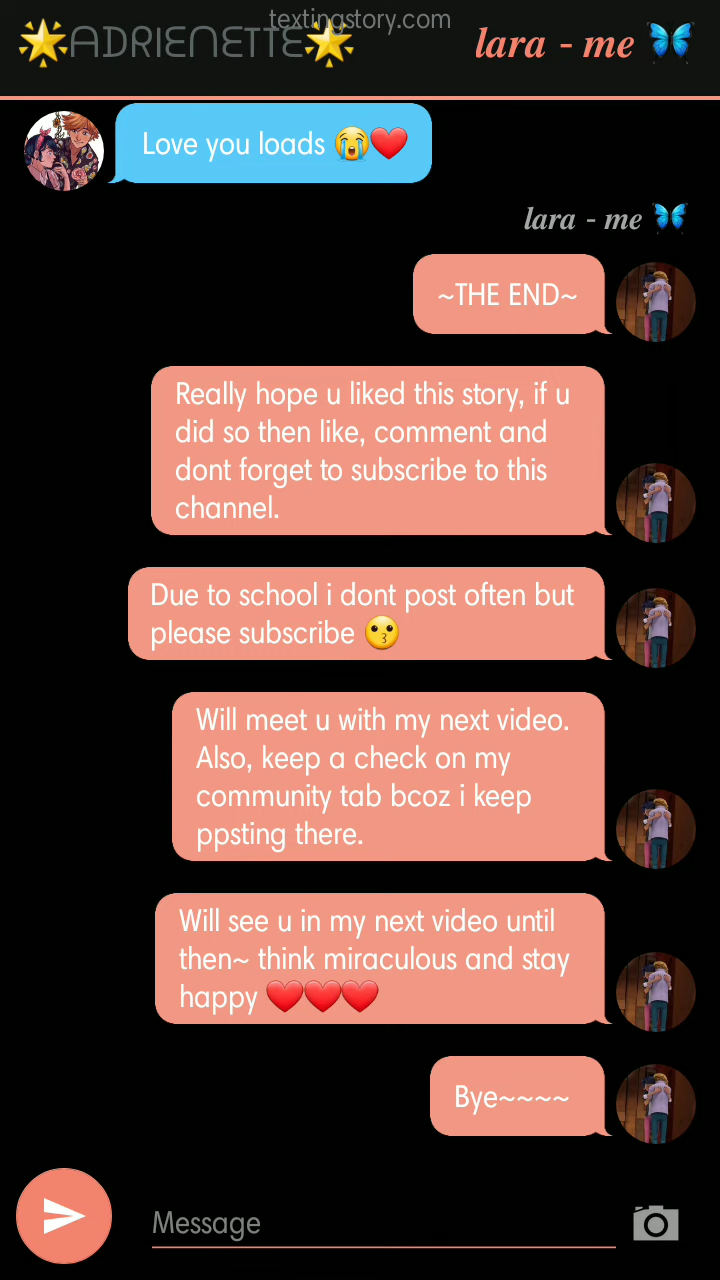 textingstory.com
🌟ADRIENETTE🌟
lara - me 🦋
Love you loads 😭❤️
lara - me 🦋
~THE END~
Really hope u liked this story, if u
did so then like, comment and
dont forget to subscribe to this
channel.
Due to school i dont post often but
please subscribe 😗
Will meet u with my next video.
Also, keep a check on my
community tab bcoz i keep
ppsting there.
Will see u in my next video until
then~ think miraculous and stay
happy ❤️❤️❤️
Bye~~~~
Message